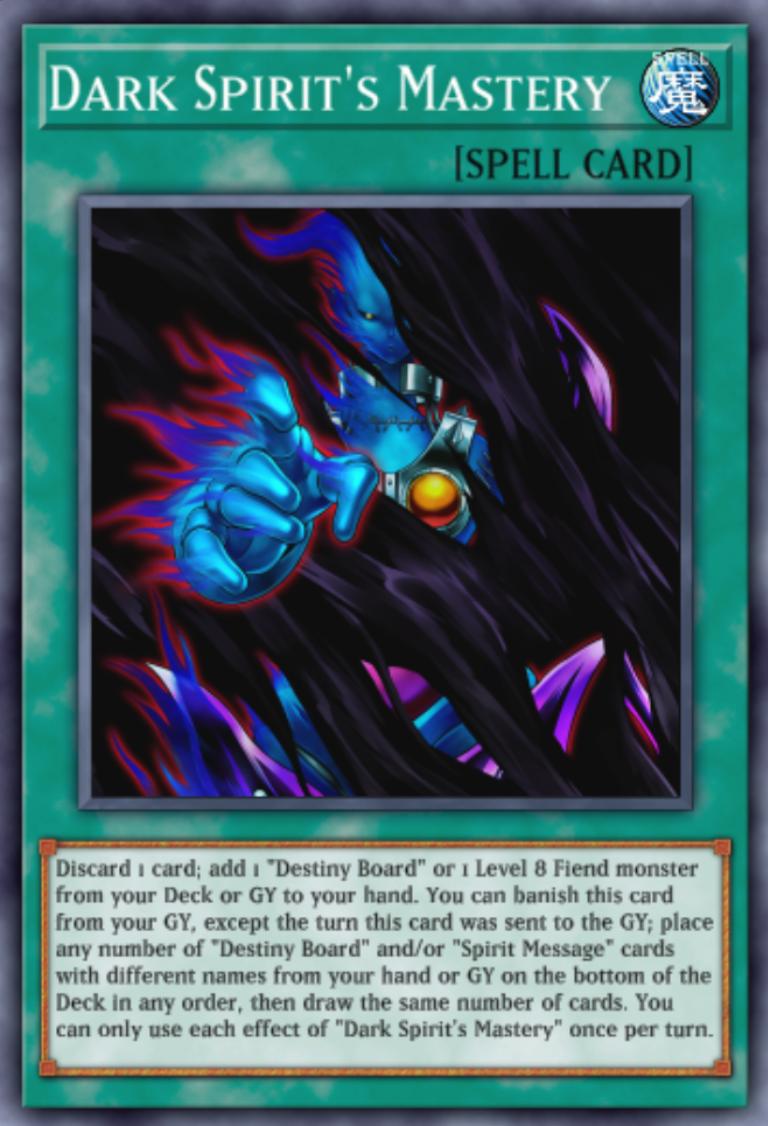 Dark Spirit's Mastery
SPELL
魔
[SPELL CARD]
Discard 1 card; add 1 "Destiny Board" or 1 Level 8 Fiend monster
from your Deck or GY to your hand. You can banish this card
from your GY, except the turn this card was sent to the GY; place
any number of "Destiny Board" and/or "Spirit Message" cards
with different names from your hand or GY on the bottom of the
Deck in any order, then draw the same number of cards. You
can only use each effect of "Dark Spirit's Mastery" once per turn.